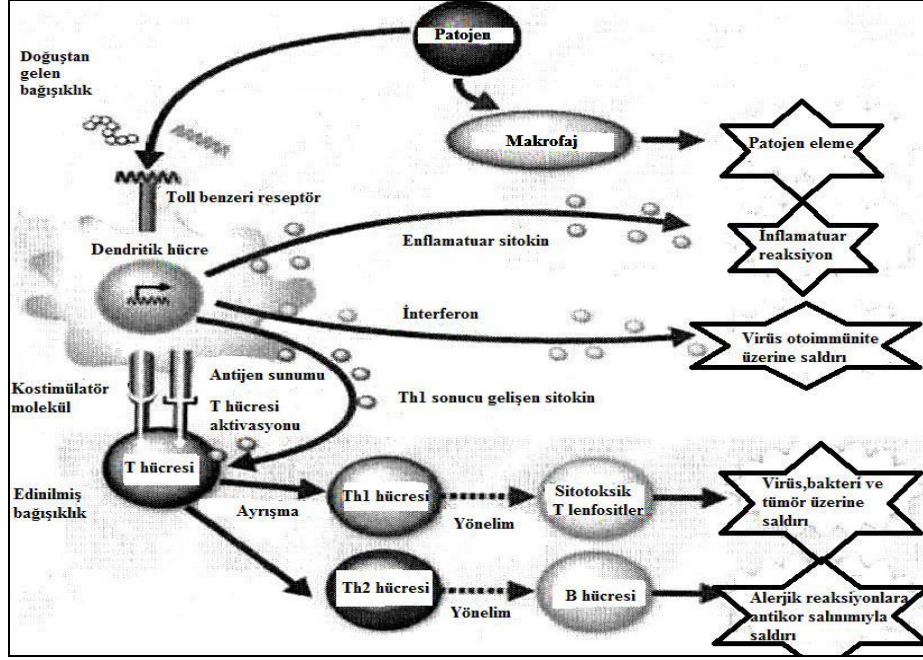 Patojen
Doğuştan
gelen
bağışıklık
Makrofaj
Patojen eleme
Toll benzeri reseptör
Enflamatuar sitokin
İnflamatuar
reaksiyon
Dendritik hücre
İnterferon
Virüs otoimmünite
üzerine saldırı
Antijen sunumu
Kostimülatör
molekül
Th1 sonucu gelişen sitokin
T hücresi
aktivasyonu
T hücresi
Edinilmiş
bağışıklık
Ayrışma
Th1 hücresi
Yönelim
Sitotoksik
T lenfositler
Virüs,bakteri ve
tümör üzerine
saldırı
Th2 hücresi
Yönelim
B hücresi
Alerjik reaksiyonlara
antikor salınımıyla
saldırı